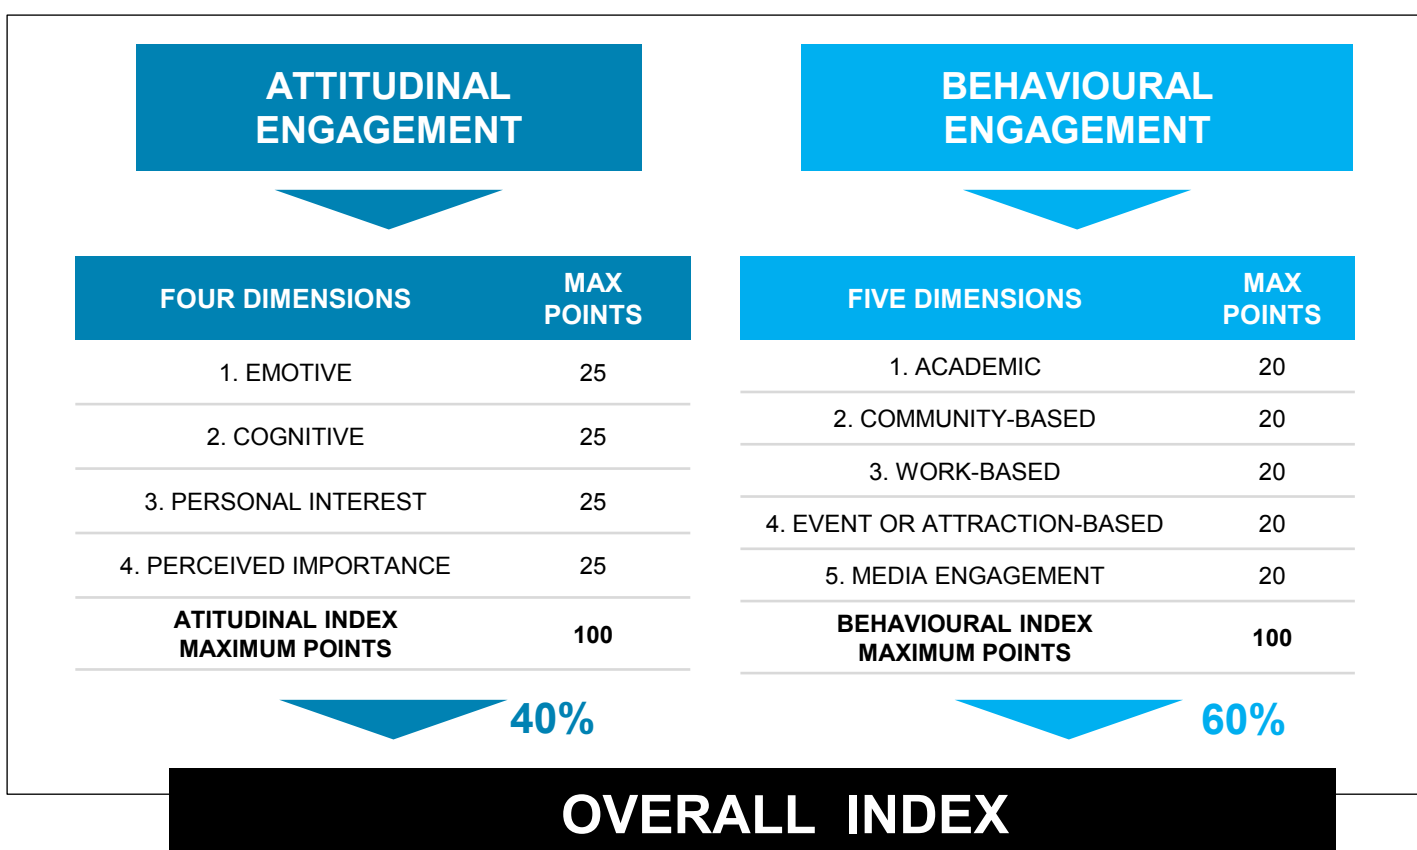 ATTITUDINAL
ENGAGEMENT
FOUR DIMENSIONS
MAX
POINTS
1. EMOTIVE 25
2. COGNITIVE 25
3. PERSONAL INTEREST 25
4. PERCEIVED IMPORTANCE 25
ATITUDINAL INDEX
MAXIMUM POINTS
100
40%
BEHAVIOURAL
ENGAGEMENT
FIVE DIMENSIONS
MAX
POINTS
1. ACADEMIC 20
2. COMMUNITY-BASED 20
3. WORK-BASED 20
4. EVENT OR ATTRACTION-BASED 20
5. MEDIA ENGAGEMENT 20
BEHAVIOURAL INDEX
MAXIMUM POINTS
100
60%
OVERALL INDEX